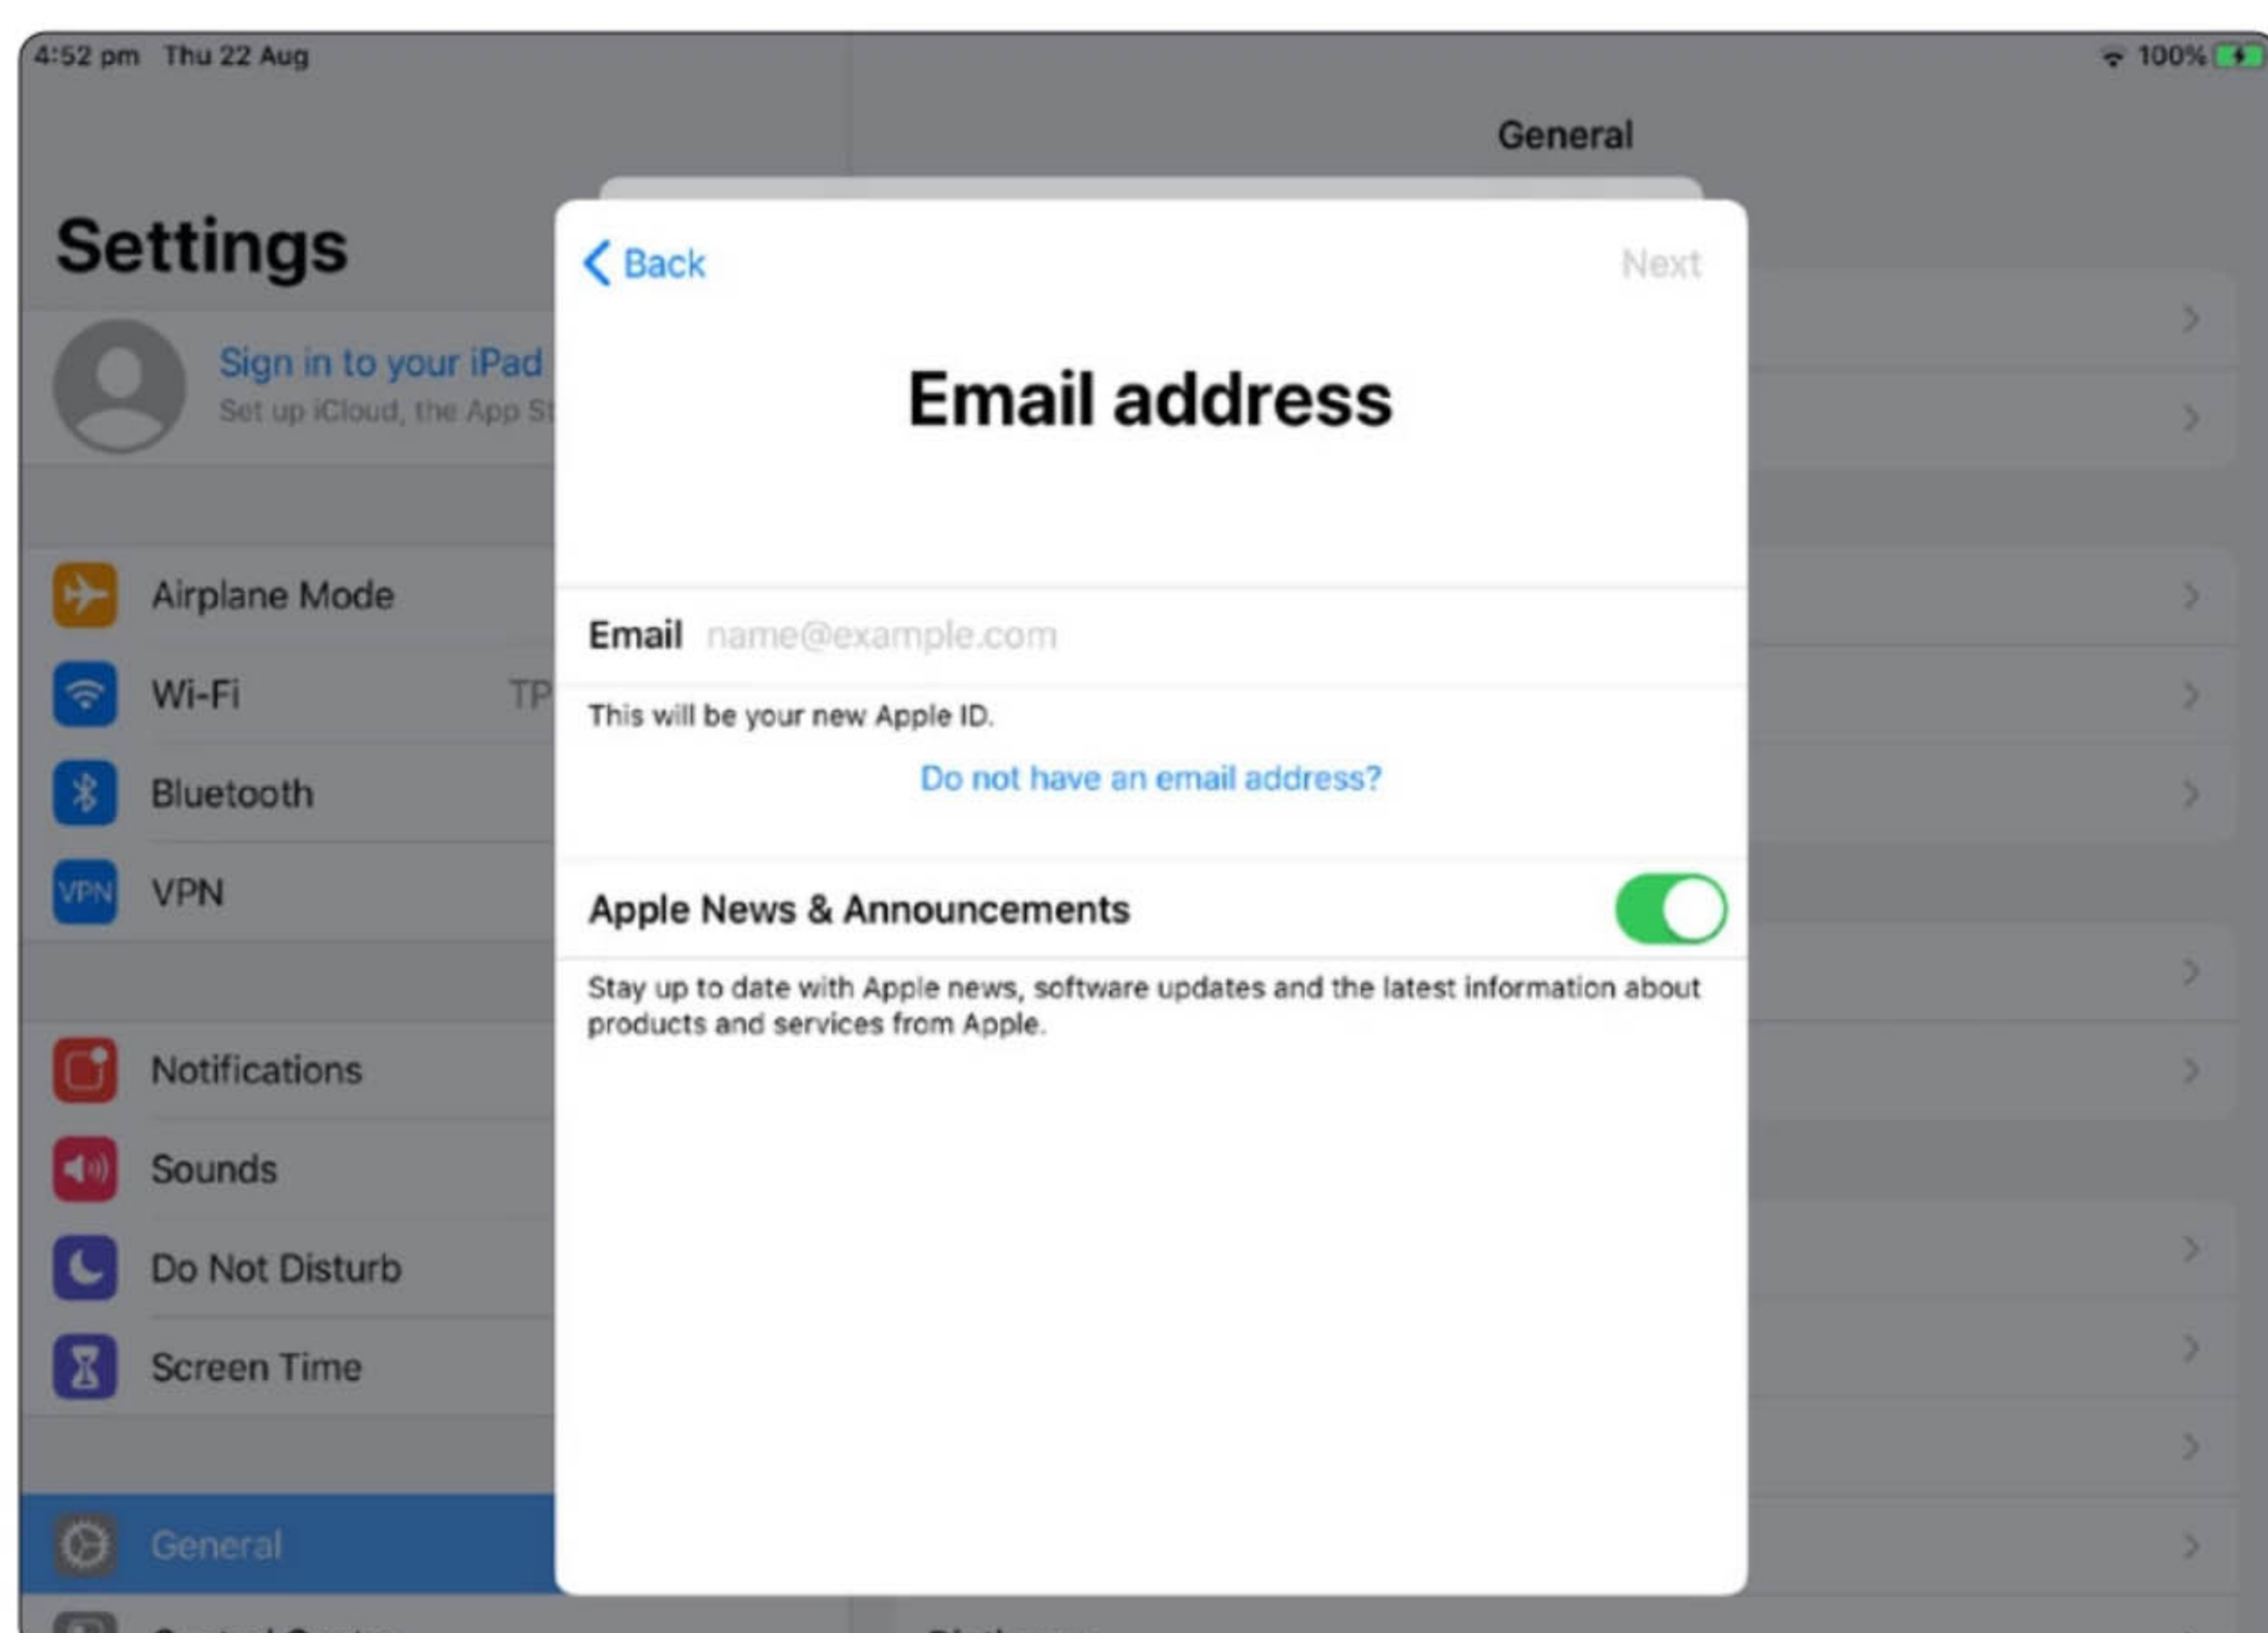 4:52 pm Thu 22 Aug
100%
General
Settings
Back
Next
Sign in to your iPad
Set up iCloud, the App
Email address
Airplane Mode
Email name@example.com
Wi-Fi TP
This will be your new Apple ID.
Do not have an email address?
Bluetooth
VPN VPN
Apple News & Announcements
Stay up to date with Apple news, software updates and the latest information about
products and services from Apple.
Notifications
Sounds
Do Not Disturb
Screen Time
General